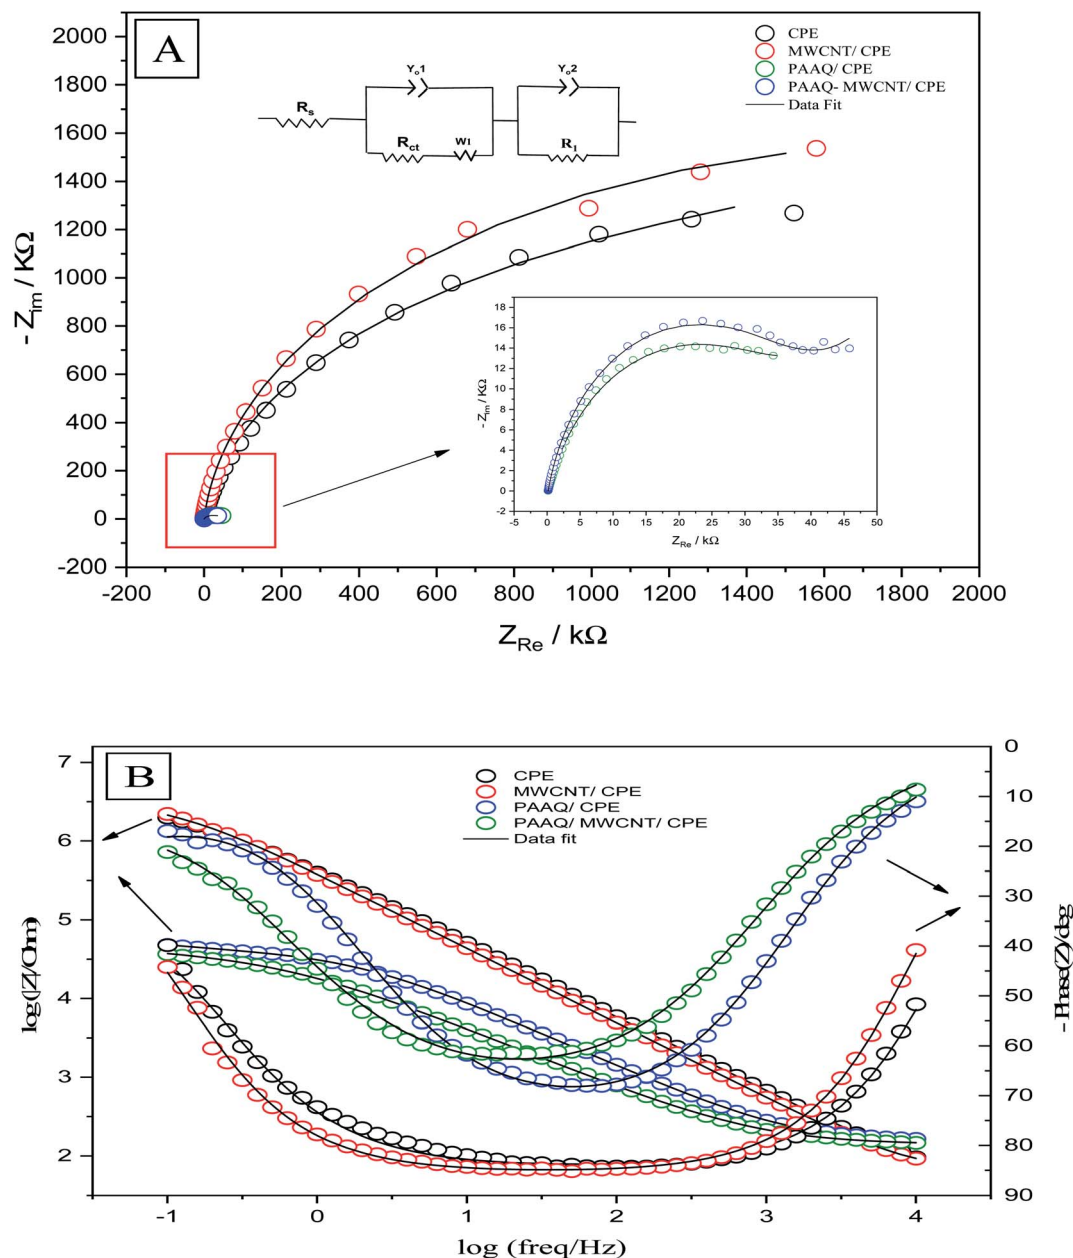 A
CPE
MWCNT/ CPE
PAAQ/ CPE
PAAQ- MWCNT/ CPE
Data Fit
Yo1
Yo2
Rs
Rct
W1
R1
2000
1800
1600
1400
1200
1000
800
600
400
200
0
-200
- Zim / KΩ
-200 0 200 400 600 800 1000 1200 1400 1600 1800 2000
ZRe / kΩ
18
16
14
12
10
8
6
4
2
0
-2
- Zim / KΩ
-5 0 5 10 15 20 25 30 35 40 45 50
ZRe / kΩ
B
CPE
MWCNT/ CPE
PAAQ/ CPE
PAAQ/ MWCNT/ CPE
Data fit
7
6
5
4
3
2
log(|Z|/Ohm)
0
10
20
30
40
50
60
70
80
90
- Phase(Z)/deg
-1 0 1 2 3 4
log (freq/Hz)